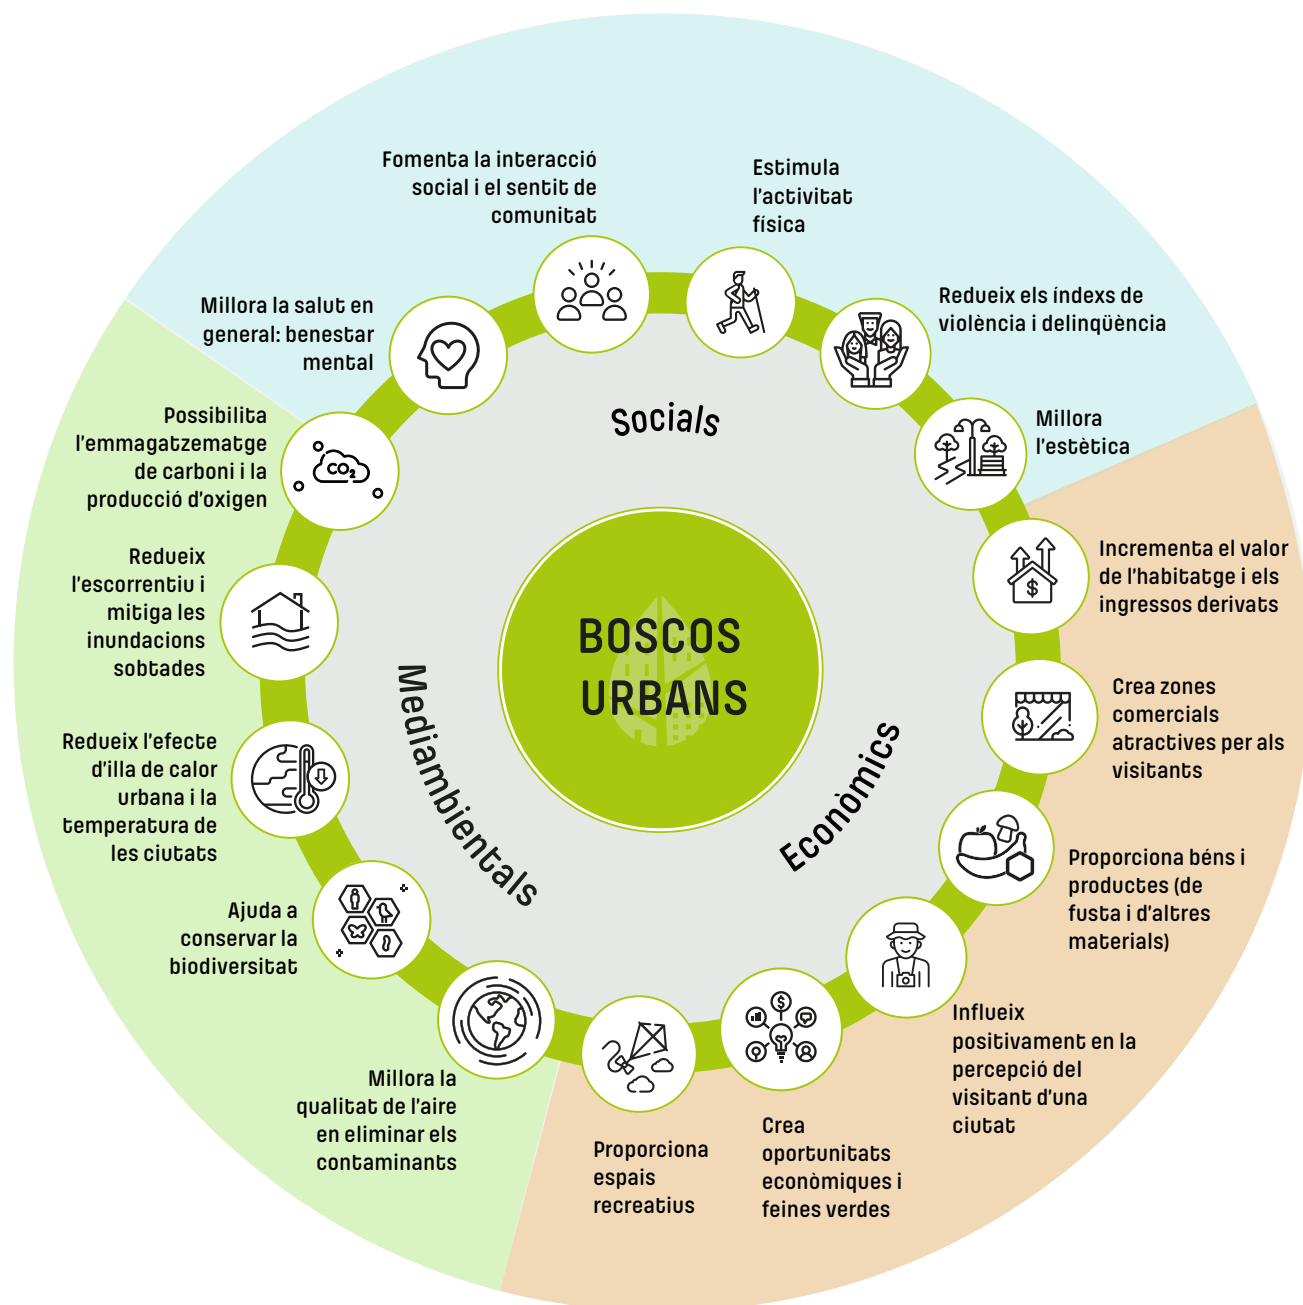 Fomenta la interacció
social i el sentit de
comunitat
Estimula
l'activitat
física
Redueix els índexs de
violència i delinqüència
Millora
l'estètica
Incrementa el valor
de l'habitatge i els
ingressos derivats
Crea zones
comercials
atractives per als
visitants
Proporciona béns i
productes (de
fusta i d'altres
materials)
Influeix
positivament en la
percepció del
visitant d'una
ciutat
Crea
oportunitats
econòmiques i
feines verdes
Proporciona
espais
recreatius
Millora la
qualitat de l'aire
en eliminar els
contaminants
Ajuda a
conservar la
biodiversitat
Redueix l'efecte
d'illa de calor
urbana i la
temperatura de
les ciutats
Redueix
l'escorrentiu i
mitiga les
inundacions
sobtades
Possibilita
l'emmagatzematge
de carboni i la
producció d'oxigen
Millora la salut en
general: benestar
mental
CO₂
$
$
Socials
Econòmics
Mediambientals
BOSCOS
URBANS